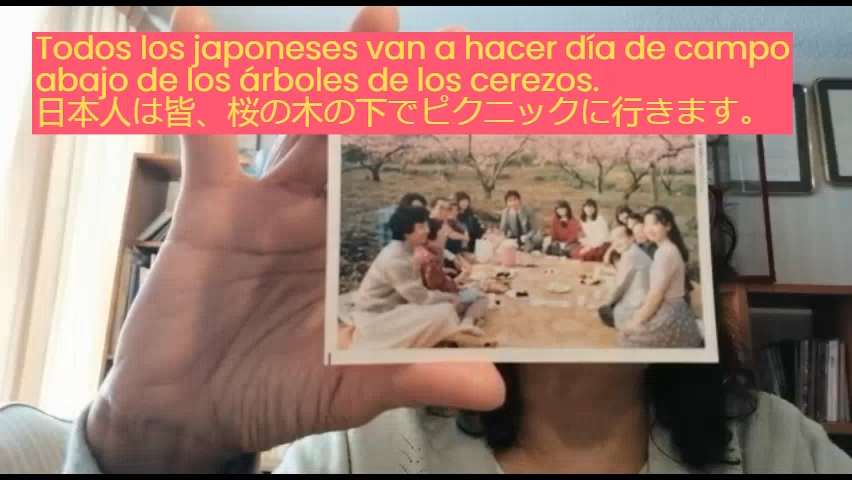 Todos los japoneses van a hacer día de campo
abajo de los árboles de los cerezos.
日本人は皆、桜の木の下でピクニックに行きます。